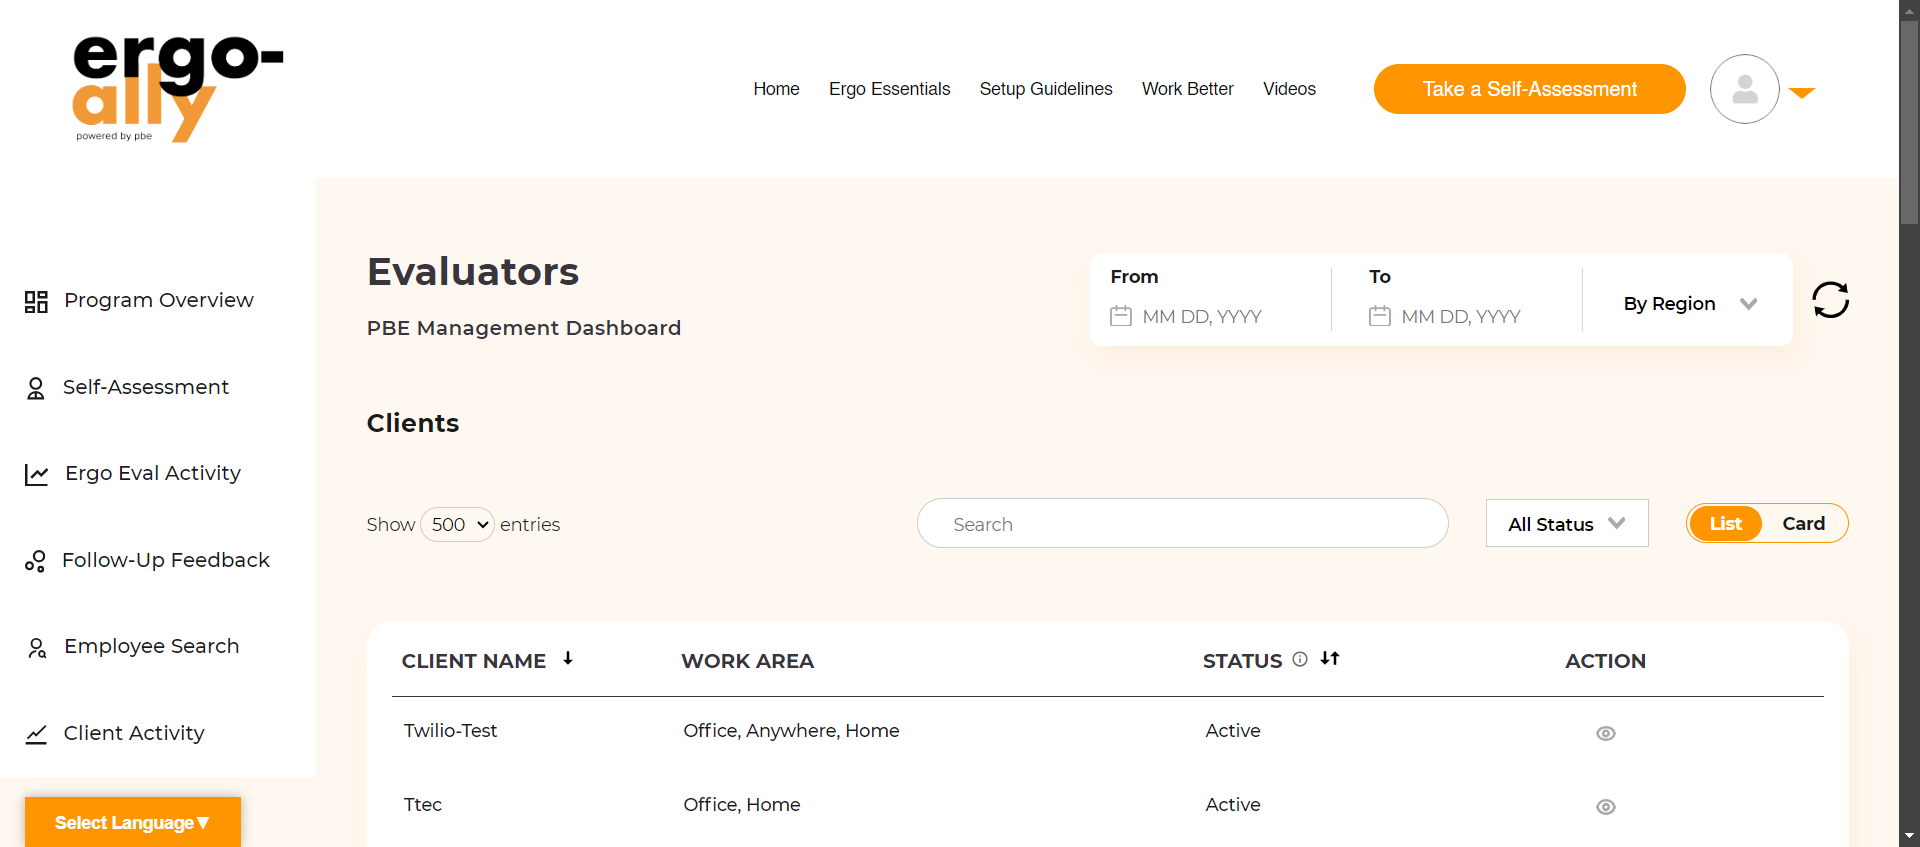 ergo-
ally
powered by pbe
Home Ergo Essentials Setup Guidelines Work Better Videos Take a Self-Assessment
Program Overview
Self-Assessment
Ergo Eval Activity
Follow-Up Feedback
Employee Search
Client Activity
Select Language▼
Evaluators
PBE Management Dashboard
From To
MM DD, YYYY MM DD, YYYY By Region
Clients
Show 500 entries Search All Status List Card
CLIENT NAME WORK AREA STATUS ACTION
Twilio-Test Office, Anywhere, Home Active
Ttec Office, Home Active